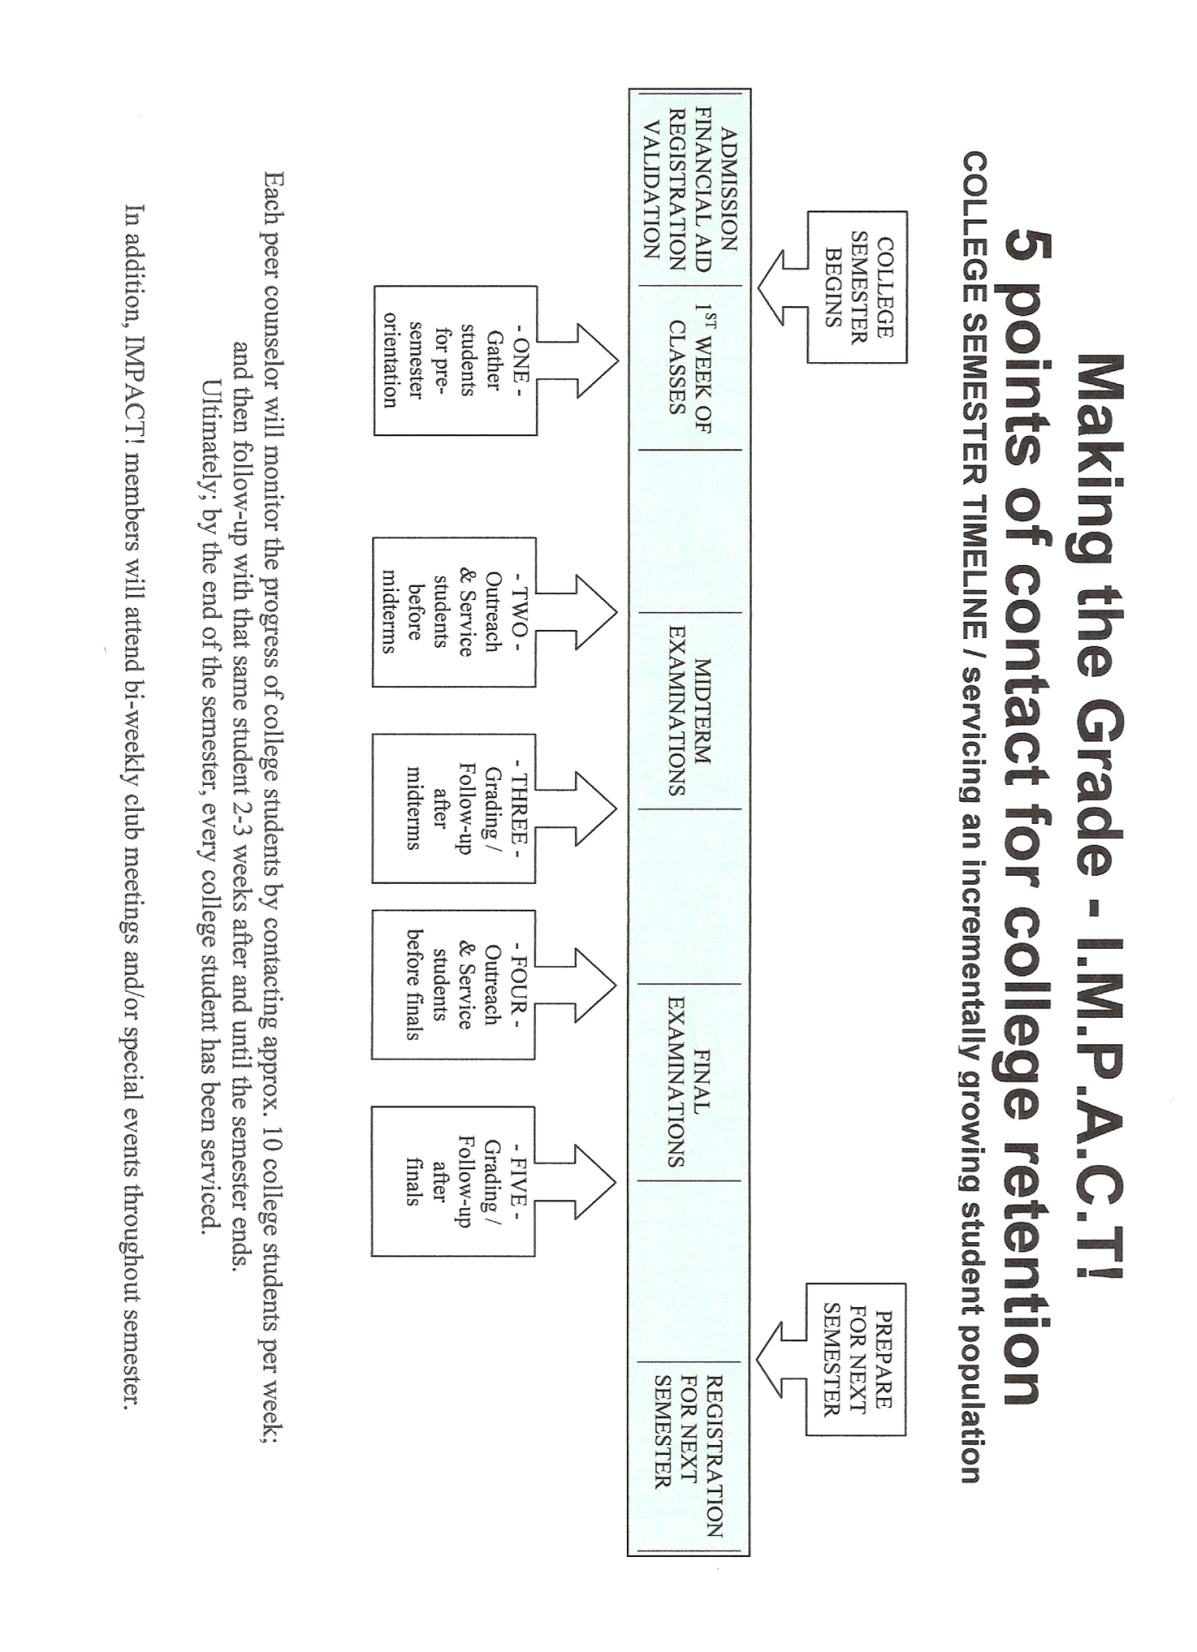 Making the Grade - I.M.P.A.C.T!
5 points of contact for college retention
COLLEGE SEMESTER TIMELINE / servicing an incrementally growing student population
COLLEGE
SEMESTER
BEGINS
PREPARE
FOR NEXT
SEMESTER
ADMISSION
FINANCIAL AID
REGISTRATION
VALIDATION
1ST WEEK OF
CLASSES
MIDTERM
EXAMINATIONS
FINAL
EXAMINATIONS
REGISTRATION
FOR NEXT
SEMESTER
- ONE -
Gather
students
for pre-
semester
orientation
- TWO -
Outreach
& Service
students
before
midterms
- THREE -
Grading /
Follow-up
after
midterms
- FOUR -
Outreach
& Service
students
before finals
- FIVE -
Grading /
Follow-up
after
finals
Each peer counselor will monitor the progress of college students by contacting approx. 10 college students per week;
and then follow-up with that same student 2-3 weeks after and until the semester ends.
Ultimately; by the end of the semester, every college student has been serviced.
In addition, IMPACT! members will attend bi-weekly club meetings and/or special events throughout semester.